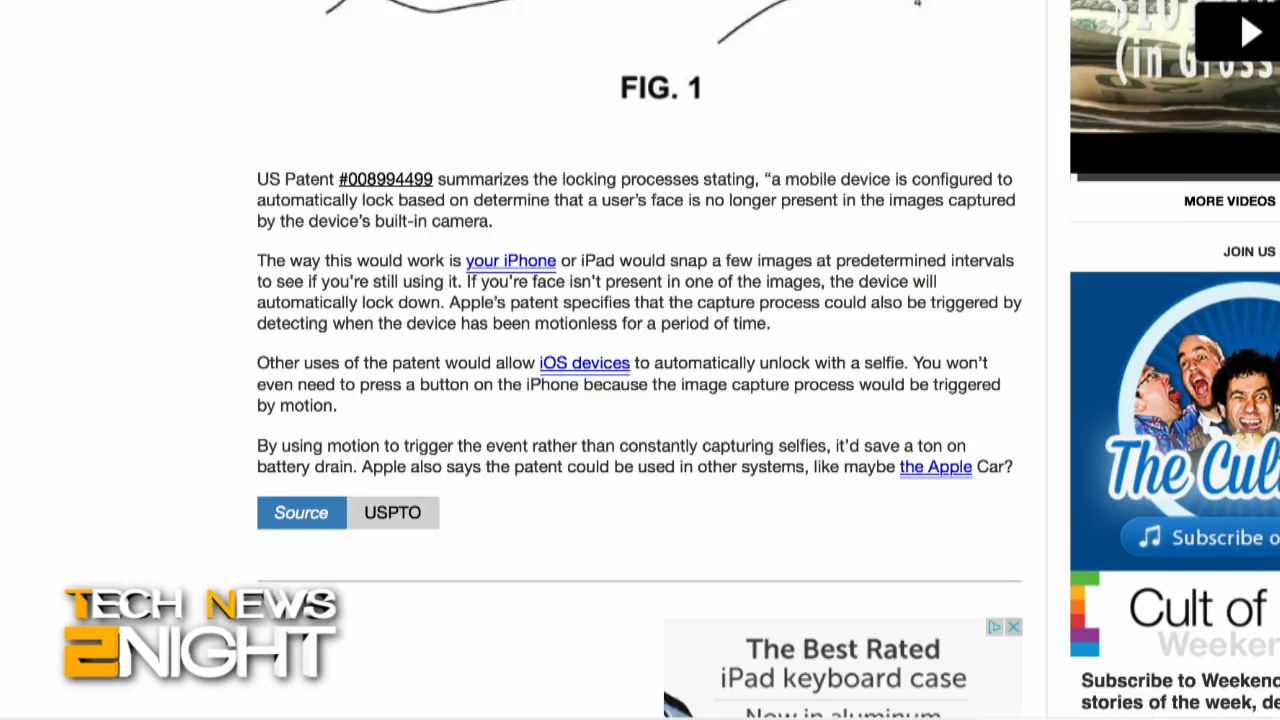 4
FIG. 1
US Patent #008994499 summarizes the locking processes stating, “a mobile device is configured to
automatically lock based on determine that a user’s face is no longer present in the images captured
by the device’s built-in camera.
The way this would work is your iPhone or iPad would snap a few images at predetermined intervals
to see if you’re still using it. If you’re face isn’t present in one of the images, the device will
automatically lock down. Apple’s patent specifies that the capture process could also be triggered by
detecting when the device has been motionless for a period of time.
Other uses of the patent would allow iOS devices to automatically unlock with a selfie. You won’t
even need to press a button on the iPhone because the image capture process would be triggered
by motion.
By using motion to trigger the event rather than constantly capturing selfies, it’d save a ton on
battery drain. Apple also says the patent could be used in other systems, like maybe the Apple Car?
Source USPTO
TECH NEWS
2NIGHT
The Best Rated
iPad keyboard case
Now in aluminum
(in Gross
MORE VIDEOS
JOIN US
The Cul
Subscribe o
Cult of
Weeken
Subscribe to Weekend
stories of the week, de